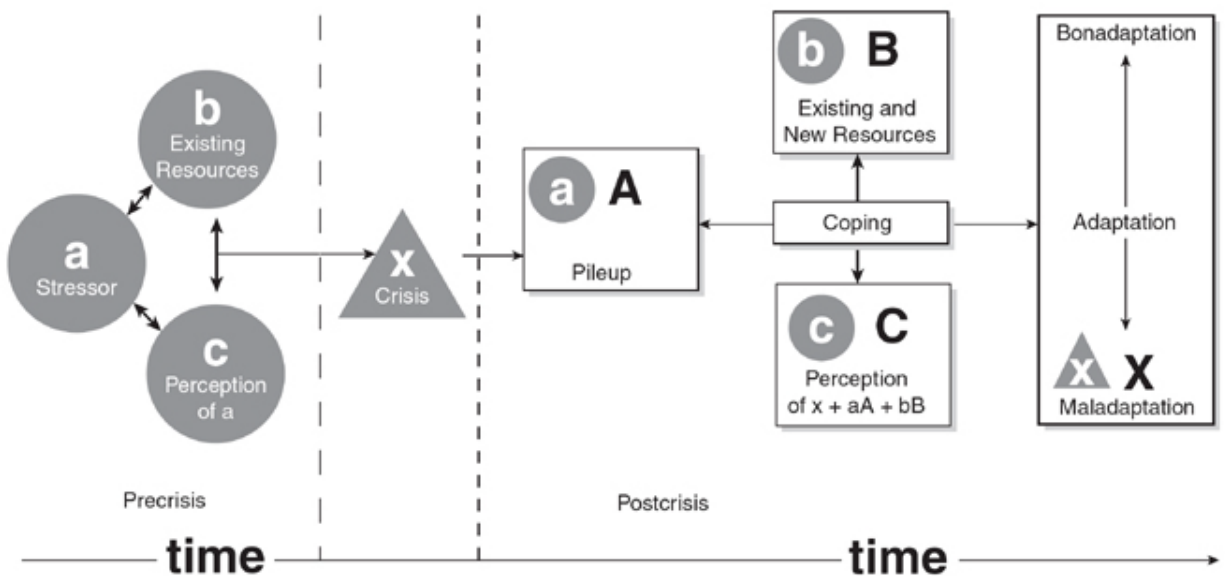 b
Existing
Resources
a
Stressor
c
Perception
of a
x
Crisis
a A
Pileup
b B
Existing and
New Resources
Coping
c C
Perception
of x + aA + bB
Bonadaptation
Adaptation
x X
Maladaptation
Precrisis
Postcrisis
time
time